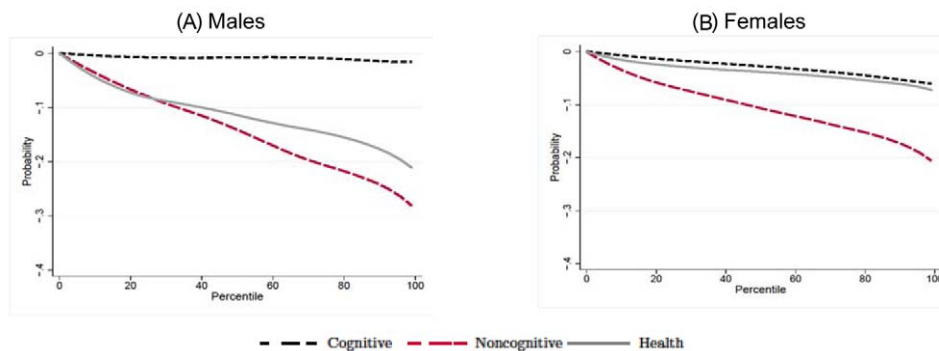 (A) Males
(B) Females
Probability
0
-.1
-.2
-.3
-.4
0 20 40 60 80 100
Percentile
Probability
0
-.1
-.2
-.3
-.4
0 20 40 60 80 100
Percentile
Cognitive Noncognitive Health